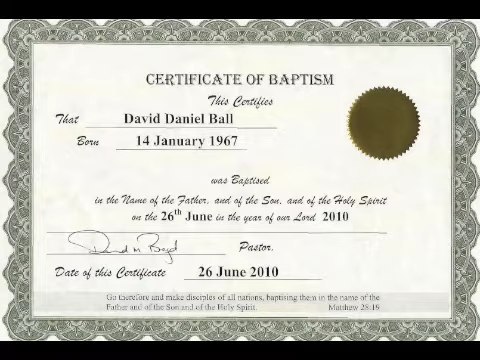 CERTIFICATE OF BAPTISM
This Certifies
That David Daniel Ball
Born 14 January 1967
was Baptised
in the Name of the Father, and of the Son, and of the Holy Spirit
on the 26th June in the year of our Lord 2010
Pastor.
Date of this Certificate 26 June 2010
Go therefore and make disciples of all nations, baptising them in the name of the
Father and of the Son and of the Holy Spirit. Matthew 28:19